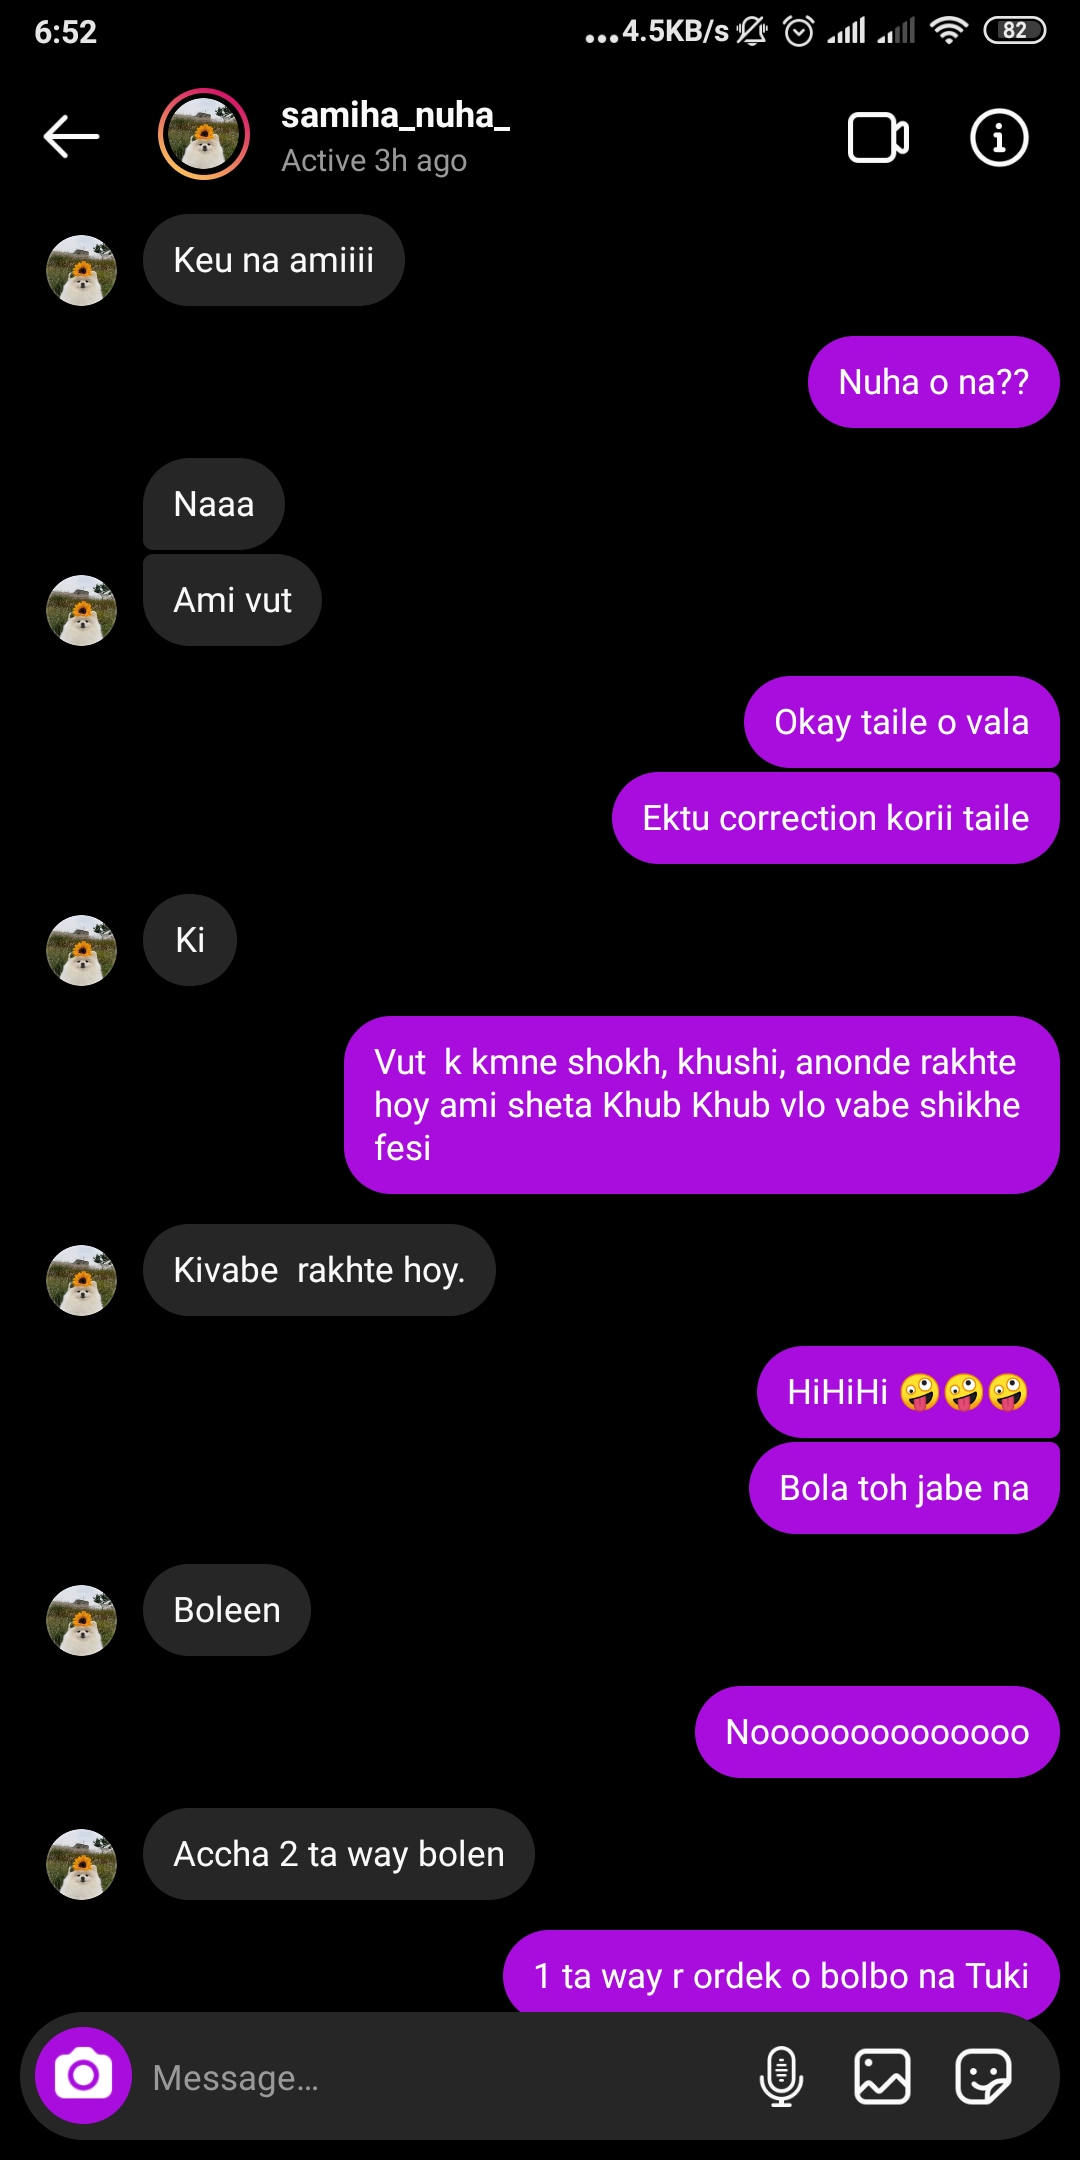 6:52
...4.5KB/s
82
samiha_nuha_
Active 3h ago
Keu na amiiii
Nuha o na??
Naaa
Ami vut
Okay taile o vala
Ektu correction korii taile
Ki
Vut  k kmne shokh, khushi, anonde rakhte
hoy ami sheta Khub Khub vlo vabe shikhe
fesi
Kivabe  rakhte hoy.
HiHiHi 🤪🤪🤪
Bola toh jabe na
Boleen
Noooooooooooooo
Accha 2 ta way bolen
1 ta way r ordek o bolbo na Tuki
Message...